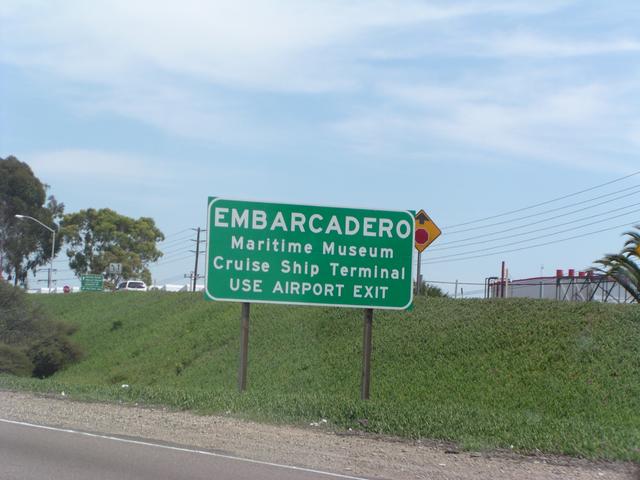 EMBARCADERO
Maritime Museum
Cruise Ship Terminal
USE AIRPORT EXIT